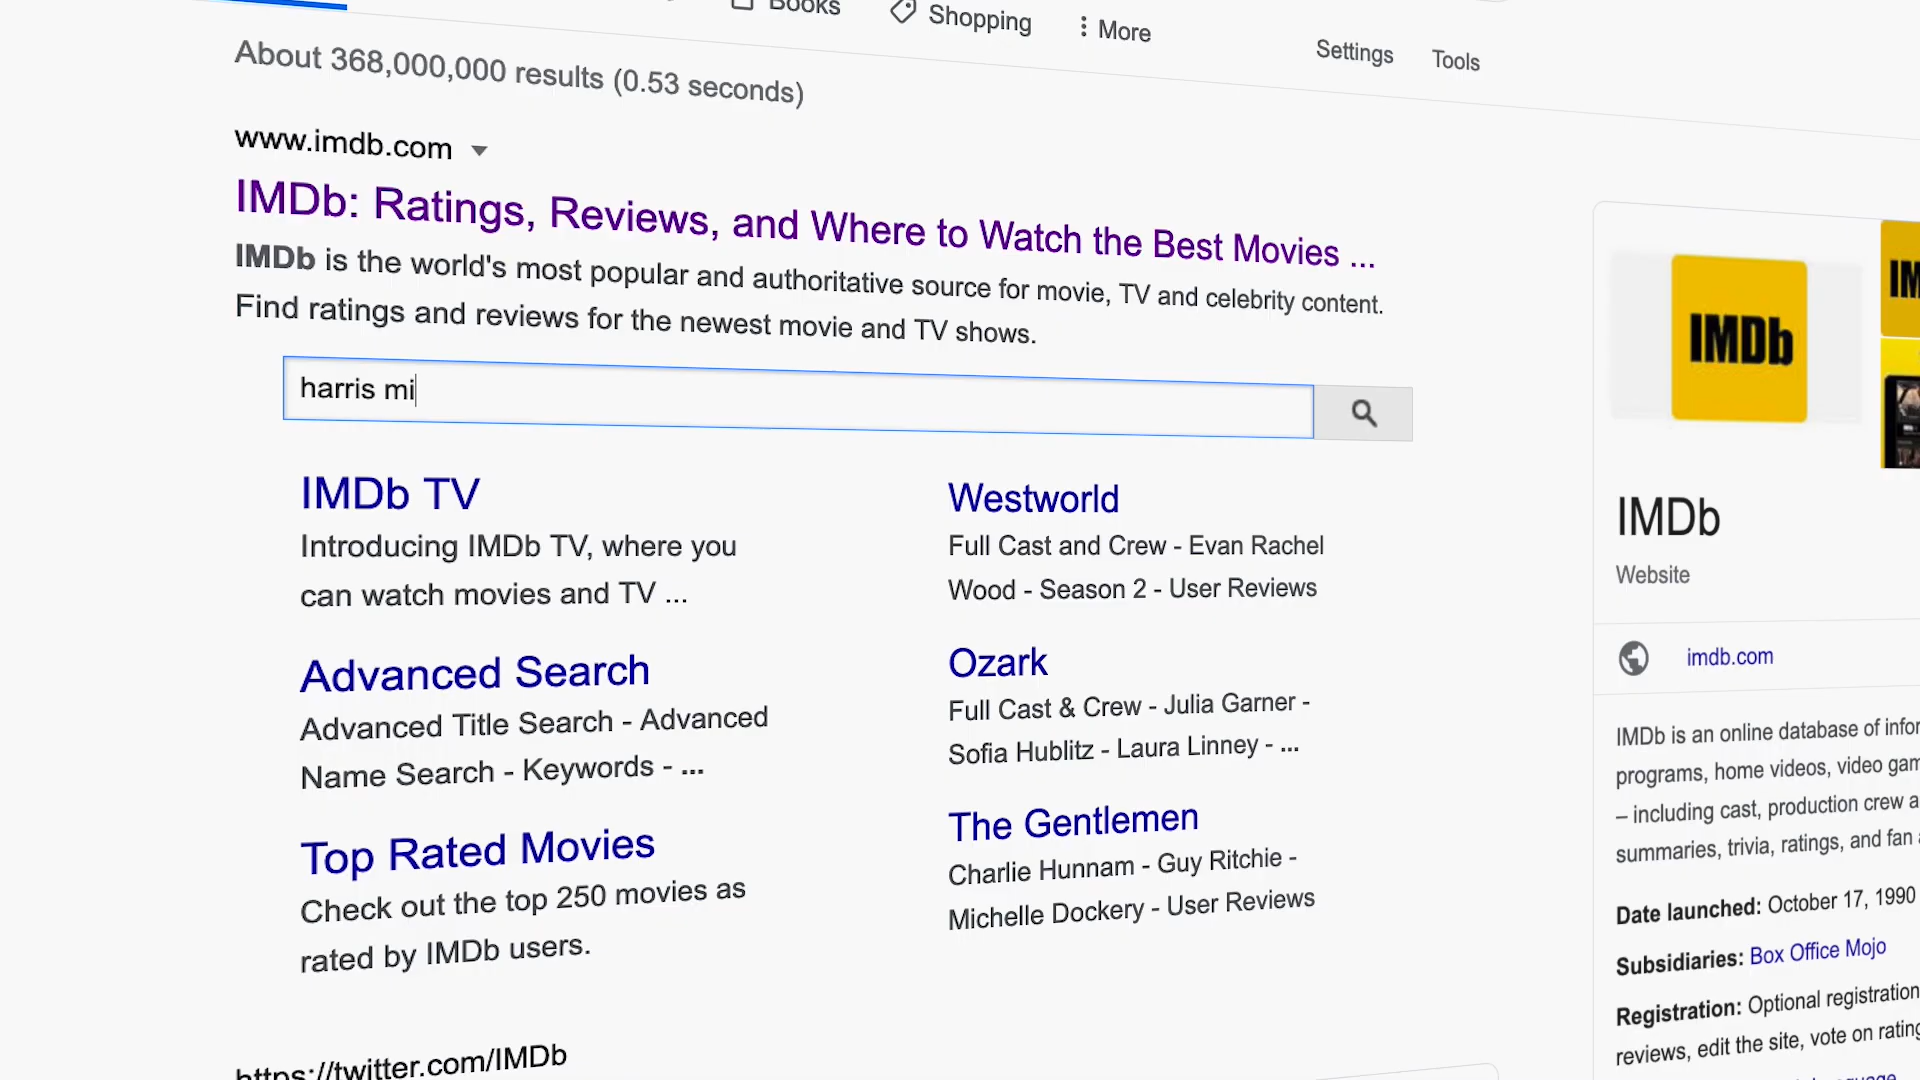 Books
Shopping
More
Settings
Tools
About 368,000,000 results (0.53 seconds)
www.imdb.com
IMDb: Ratings, Reviews, and Where to Watch the Best Movies ...
IMDb is the world's most popular and authoritative source for movie, TV and celebrity content.
Find ratings and reviews for the newest movie and TV shows.
harris mi
IMDb TV
Introducing IMDb TV, where you
can watch movies and TV ...
Advanced Search
Advanced Title Search - Advanced
Name Search - Keywords - ...
Top Rated Movies
Check out the top 250 movies as
rated by IMDb users.
Westworld
Full Cast and Crew - Evan Rachel
Wood - Season 2 - User Reviews
Ozark
Full Cast & Crew - Julia Garner -
Sofia Hublitz - Laura Linney - ...
The Gentlemen
Charlie Hunnam - Guy Ritchie -
Michelle Dockery - User Reviews
https://twitter.com/IMDb
IMDb
IMDb
Website
imdb.com
IMDb is an online database of
programs, home videos, video
– including cast, production crew
summaries, trivia, ratings, and fan
Date launched: October 17, 1990
Subsidiaries: Box Office Mojo
Registration: Optional registration
reviews, edit the site, vote on